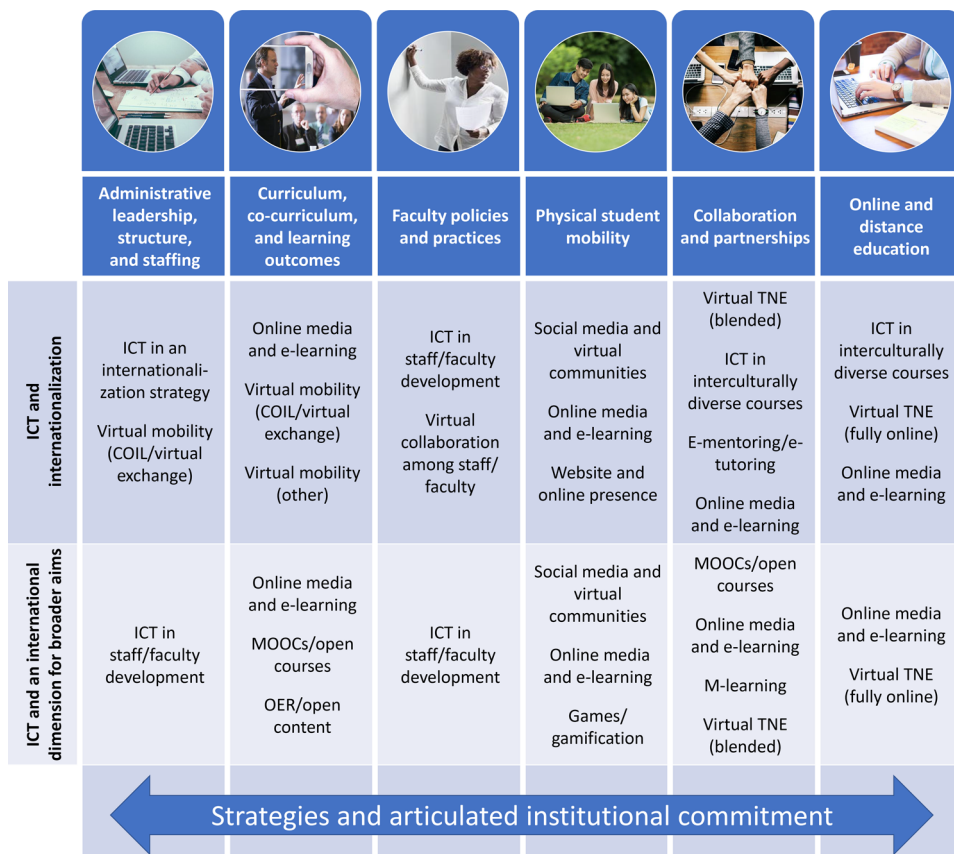 Administrative
leadership,
structure,
and staffing
Curriculum,
co-curriculum,
and learning
outcomes
Faculty policies
and practices
Physical student
mobility
Collaboration
and partnerships
Online and
distance
education
ICT and
internationalization
ICT in an
internationali-
zation strategy
Virtual mobility
(COIL/virtual
exchange)
Online media
and e-learning
Virtual mobility
(COIL/virtual
exchange)
Virtual mobility
(other)
ICT in
staff/faculty
development
Virtual
collaboration
among staff/
faculty
Social media and
virtual
communities
Online media
and e-learning
Website and
online presence
Virtual TNE
(blended)
ICT in
interculturally
diverse courses
E-mentoring/e-
tutoring
Online media
and e-learning
ICT in
interculturally
diverse courses
Virtual TNE
(fully online)
Online media
and e-learning
ICT and an international
dimension for broader aims
ICT in
staff/faculty
development
Online media
and e-learning
MOOCs/open
courses
OER/open
content
ICT in
staff/faculty
development
Social media and
virtual
communities
Online media
and e-learning
Games/
gamification
MOOCs/open
courses
Online media
and e-learning
M-learning
Virtual TNE
(blended)
Online media
and e-learning
Virtual TNE
(fully online)
Strategies and articulated institutional commitment